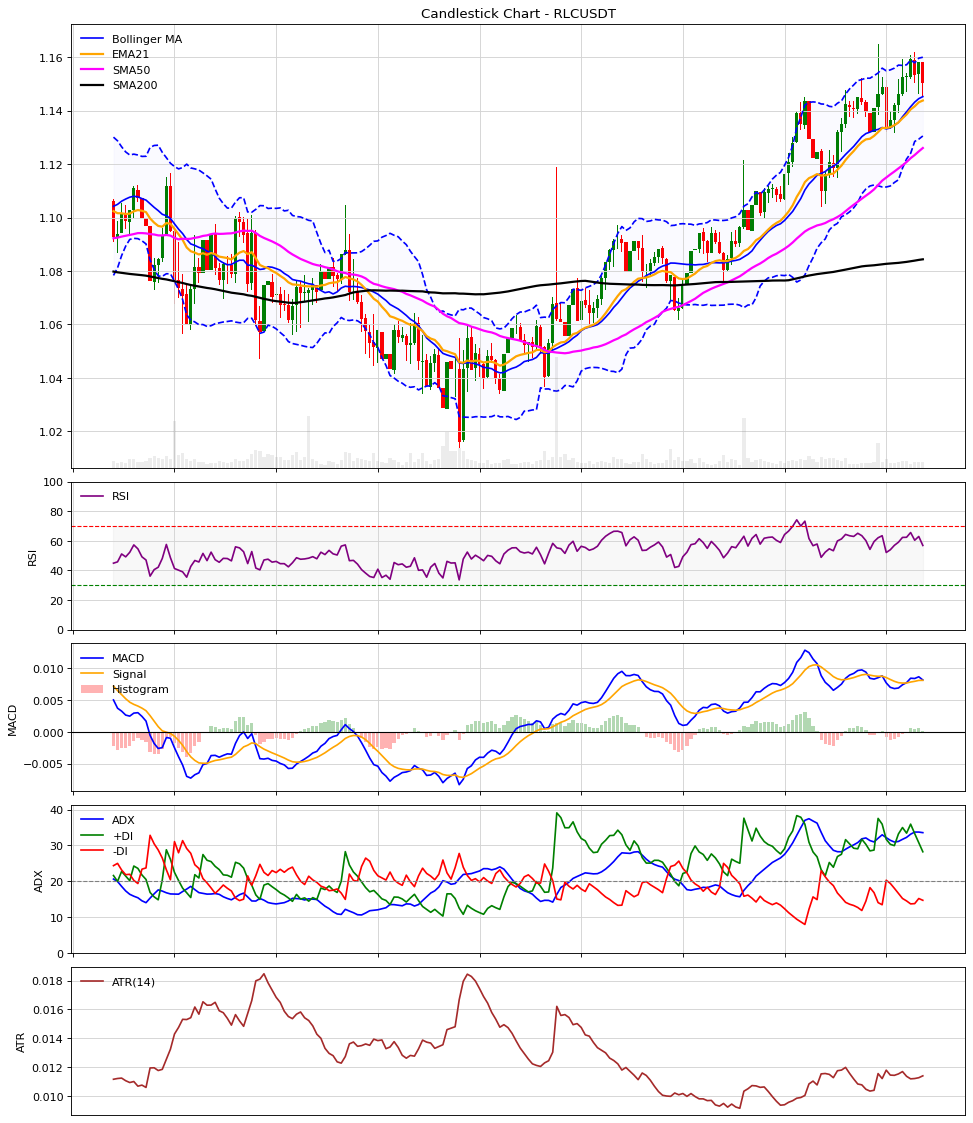 Candlestick Chart - RLCUSDT
Bollinger MA
EMA21
SMA50
SMA200
1.16
1.14
1.12
1.10
1.08
1.06
1.04
1.02
RSI
100
80
60
40
20
0
RSI
MACD
Signal
Histogram
0.010
0.005
0.000
−0.005
MACD
ADX
+DI
-DI
40
30
20
10
0
ADX
ATR(14)
0.018
0.016
0.014
0.012
0.010
ATR